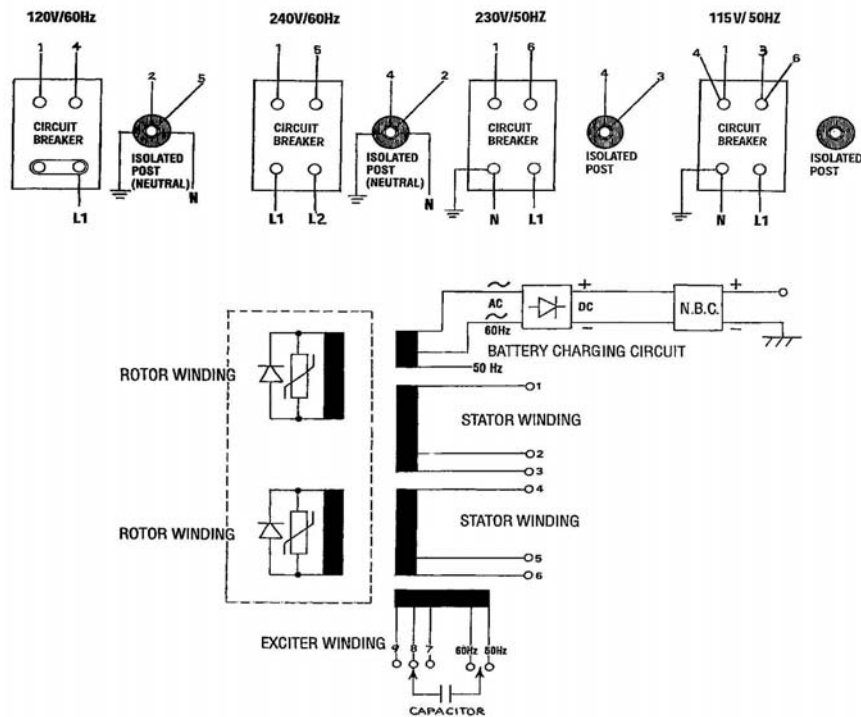 120V/60Hz
240V/60Hz
230V/50HZ
115V/50HZ
1 4
2 5
CIRCUIT
BREAKER
ISOLATED
POST
(NEUTRAL)
L1
N
1 5
4 2
CIRCUIT
BREAKER
ISOLATED
POST
(NEUTRAL)
L1 L2
N
1 6
4 3
CIRCUIT
BREAKER
ISOLATED
POST
N L1
4 1 3 6
CIRCUIT
BREAKER
ISOLATED
POST
N L1
AC
+
DC
-
N.B.C.
+
-
60Hz
BATTERY CHARGING CIRCUIT
50 Hz
ROTOR WINDING
1
STATOR WINDING
2
3
4
ROTOR WINDING
STATOR WINDING
5
6
EXCITER WINDING
9 8 7 60Hz 50Hz
CAPACITOR